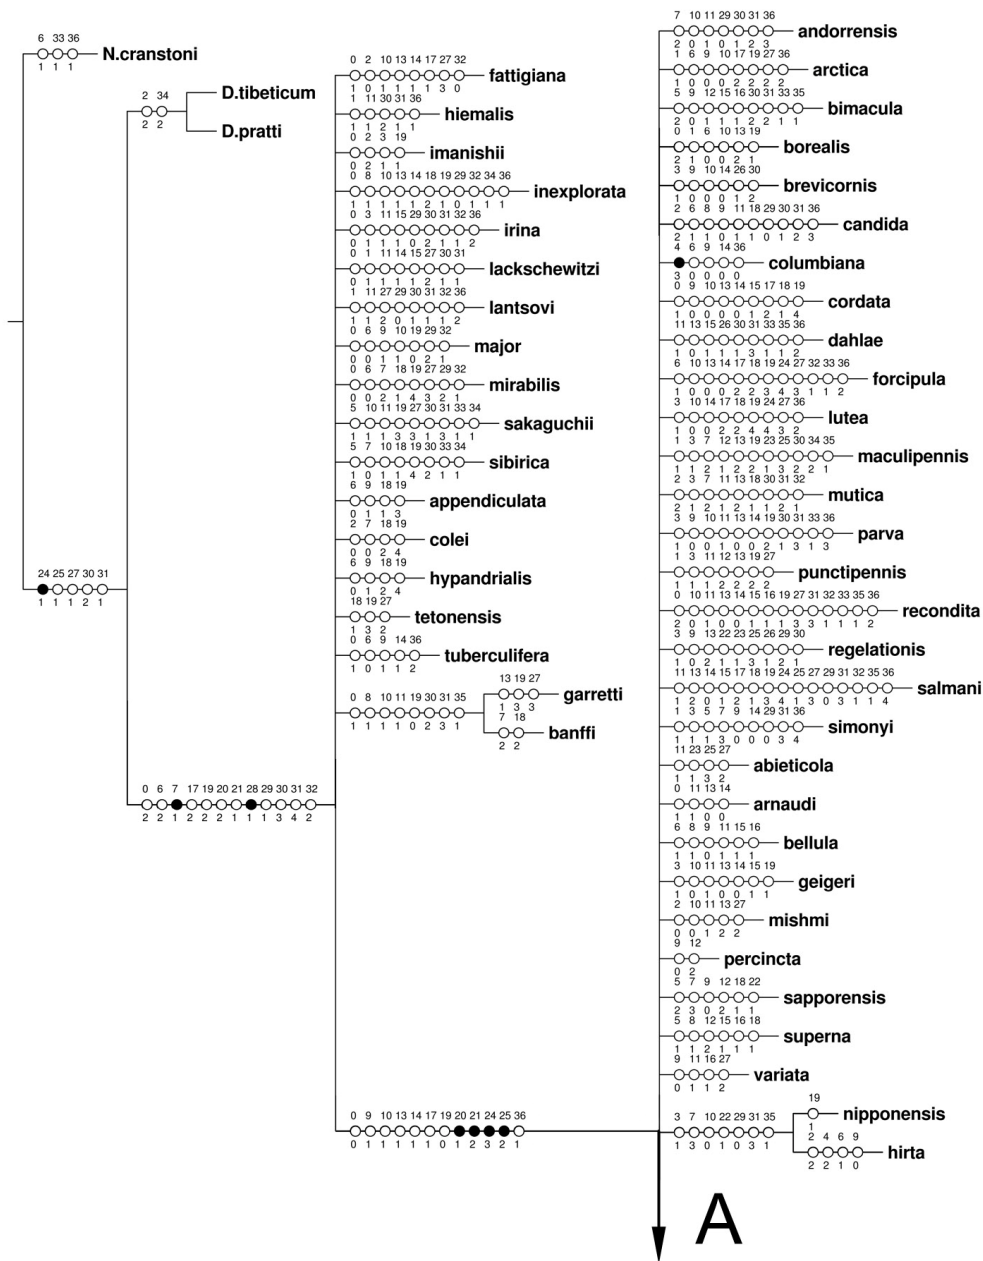 6 33 36
N.cranstoni
1 1 1
D.tibeticum
2 34
2 2
D.pratti
24 25 27 30 31
1 1 1 2 1
0 6 7 17 19 20 21 28 29 30 31 32
2 2 1 2 2 2 1 1 1 3 4 2
0 2 10 13 14 17 27 32
fattigiana
1 0 1 1 1 1 3 0
1 11 30 31 36
hiemalis
1 1 2 1 1
0 2 3 19
imanishii
0 2 1 1
0 8 10 13 14 18 19 29 32 34 36
inexplorata
1 1 1 1 1 2 1 0 1 1 1
0 3 11 15 29 30 31 32 36
irina
0 1 1 1 0 2 1 1 2
0 1 11 14 15 27 30 31
lackschewitzi
0 1 1 1 1 2 1 1
1 11 27 29 30 31 32 36
lantsovi
1 1 2 0 1 1 1 2
0 6 9 10 19 29 32
major
0 0 1 1 0 2 1
0 6 7 18 19 27 29 32
mirabilis
0 0 2 1 4 3 2 1
5 10 11 19 27 30 31 33 34
sakaguchii
1 1 1 3 3 1 3 1 1
5 7 10 18 19 30 33 34
sibirica
1 0 1 1 4 2 1 1
6 9 18 19
appendiculata
0 1 1 3
2 7 18 19
colei
0 0 2 4
6 9 18 19
hypandrialis
0 1 2 4
18 19 27
tetonensis
1 3 2
0 6 9 14 36
tuberculifera
1 0 1 1 2
0 8 10 11 19 30 31 35
1 1 1 1 0 2 3 1
13 19 27
garretti
1 3 3
7 18
banffi
2 2
0 9 10 13 14 17 19 20 21 24 25 36
0 1 1 1 1 1 0 1 2 3 2 1
7 10 11 29 30 31 36
andorrensis
2 0 1 0 1 2 3
1 6 9 10 17 19 27 36
arctica
1 0 0 0 2 2 2 2
5 9 12 15 16 30 31 33 35
bimacula
2 0 1 1 1 2 2 1 1
0 1 6 10 13 19
borealis
2 1 0 0 2 1
3 9 10 14 26 30
brevicornis
1 0 0 0 1 2
2 6 8 9 11 18 29 30 31 36
candida
2 1 1 0 1 1 0 1 2 3
4 6 9 14 36
columbiana
3 0 0 0 0
0 9 10 13 14 15 17 18 19
cordata
1 0 0 0 0 1 2 1 4
11 13 15 26 30 31 33 35 36
dahlae
1 0 1 1 1 3 1 1 2
6 10 13 14 17 18 19 24 27 32 33 36
forcipula
1 0 0 0 2 2 3 4 3 1 1 2
3 10 14 17 18 19 24 27 36
lutea
1 0 0 2 2 4 4 3 2
1 3 7 12 13 19 23 25 30 34 35
maculipennis
1 1 2 1 2 2 1 3 2 2 1
2 3 7 11 13 18 30 31 32
mutica
2 1 2 1 2 1 1 2 1
3 9 10 11 13 14 19 30 31 33 36
parva
1 0 0 1 0 0 2 1 3 1 3
1 3 11 12 13 19 27
punctipennis
1 1 1 2 2 2 2
0 10 11 13 14 15 16 19 27 31 32 33 35 36
recondita
2 0 1 0 0 1 1 1 3 3 1 1 1 2
3 9 13 22 23 25 26 29 30
regelationis
1 0 2 1 1 3 1 2 1
11 13 14 15 17 18 19 24 25 27 29 31 32 35 36
salmani
1 2 0 1 2 1 3 4 1 3 0 3 1 1 4
1 3 5 7 9 14 29 31 36
simonyi
1 1 1 3 0 0 0 3 4
11 23 25 27
abieticola
1 1 3 2
0 11 13 14
arnaudi
1 1 0 0
6 8 9 11 15 16
bellula
1 1 0 1 1 1
3 10 11 13 14 15 19
geigeri
1 0 1 0 0 1 1
2 10 11 13 27
mishmi
0 0 1 2 2
9 12
percincta
0 2
5 7 9 12 18 22
sapporensis
2 3 0 2 1 1
5 8 12 15 16 18
superna
1 1 2 1 1 1
9 11 16 27
variata
0 1 1 2
3 7 10 22 29 31 35
1 3 0 1 0 3 1
19
nipponensis
1
2 4 6 9
hirta
2 2 1 0
A